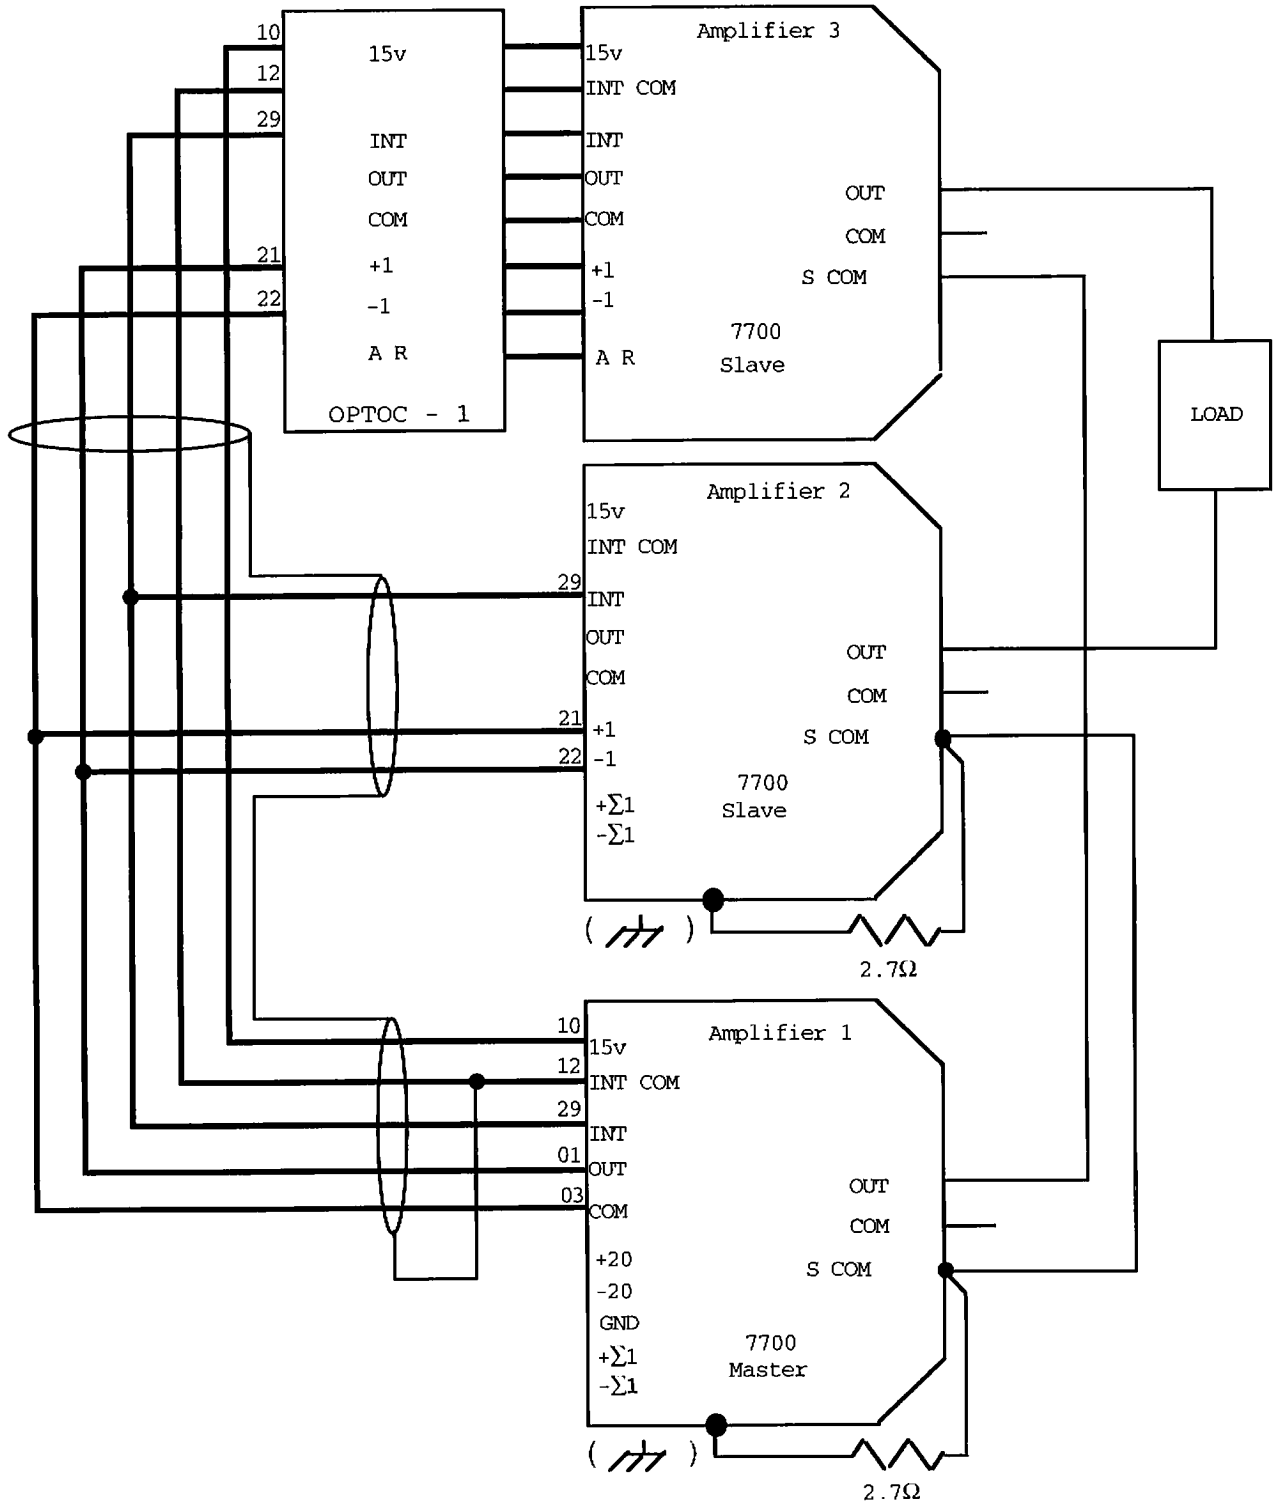 10
12
29
21
22
15v
INT
OUT
COM
+1
-1
A R
OPTOC - 1
Amplifier 3
15v
INT COM
INT
OUT
COM
+1
-1
A R
OUT
COM
S COM
7700
Slave
LOAD
Amplifier 2
15v
INT COM
29
INT
OUT
COM
21
+1
22
-1
+Σ1
-Σ1
OUT
COM
S COM
7700
Slave
( )
2.7Ω
Amplifier 1
10
15v
12
INT COM
29
INT
01
OUT
03
COM
+20
-20
GND
+Σ1
-Σ1
OUT
COM
S COM
7700
Master
( )
2.7Ω